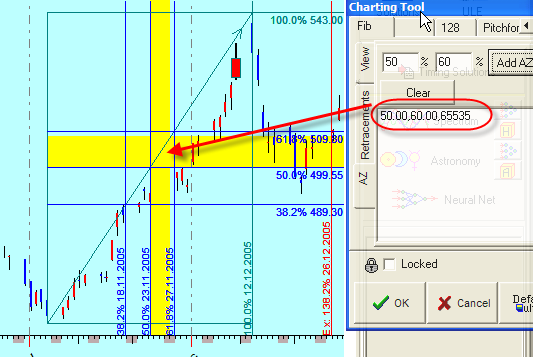 Charting Tool
ULE
Fib
128
Pitchfor
View
Retracements
AZ
50 % 60 % Add AZ
Timing Solution
Clear
50.00,60.00,65535
Astronomy
Neural Net
Locked
OK
Cancel
Defa
100.0% 543.00
61.8% 509.80
50.0% 499.55
38.2% 489.30
38.2% 18.11.2005
50.0% 23.11.2005
61.8% 27.11.2005
100.0% 12.12.2005
Ex: 138.2% 26.12.2005